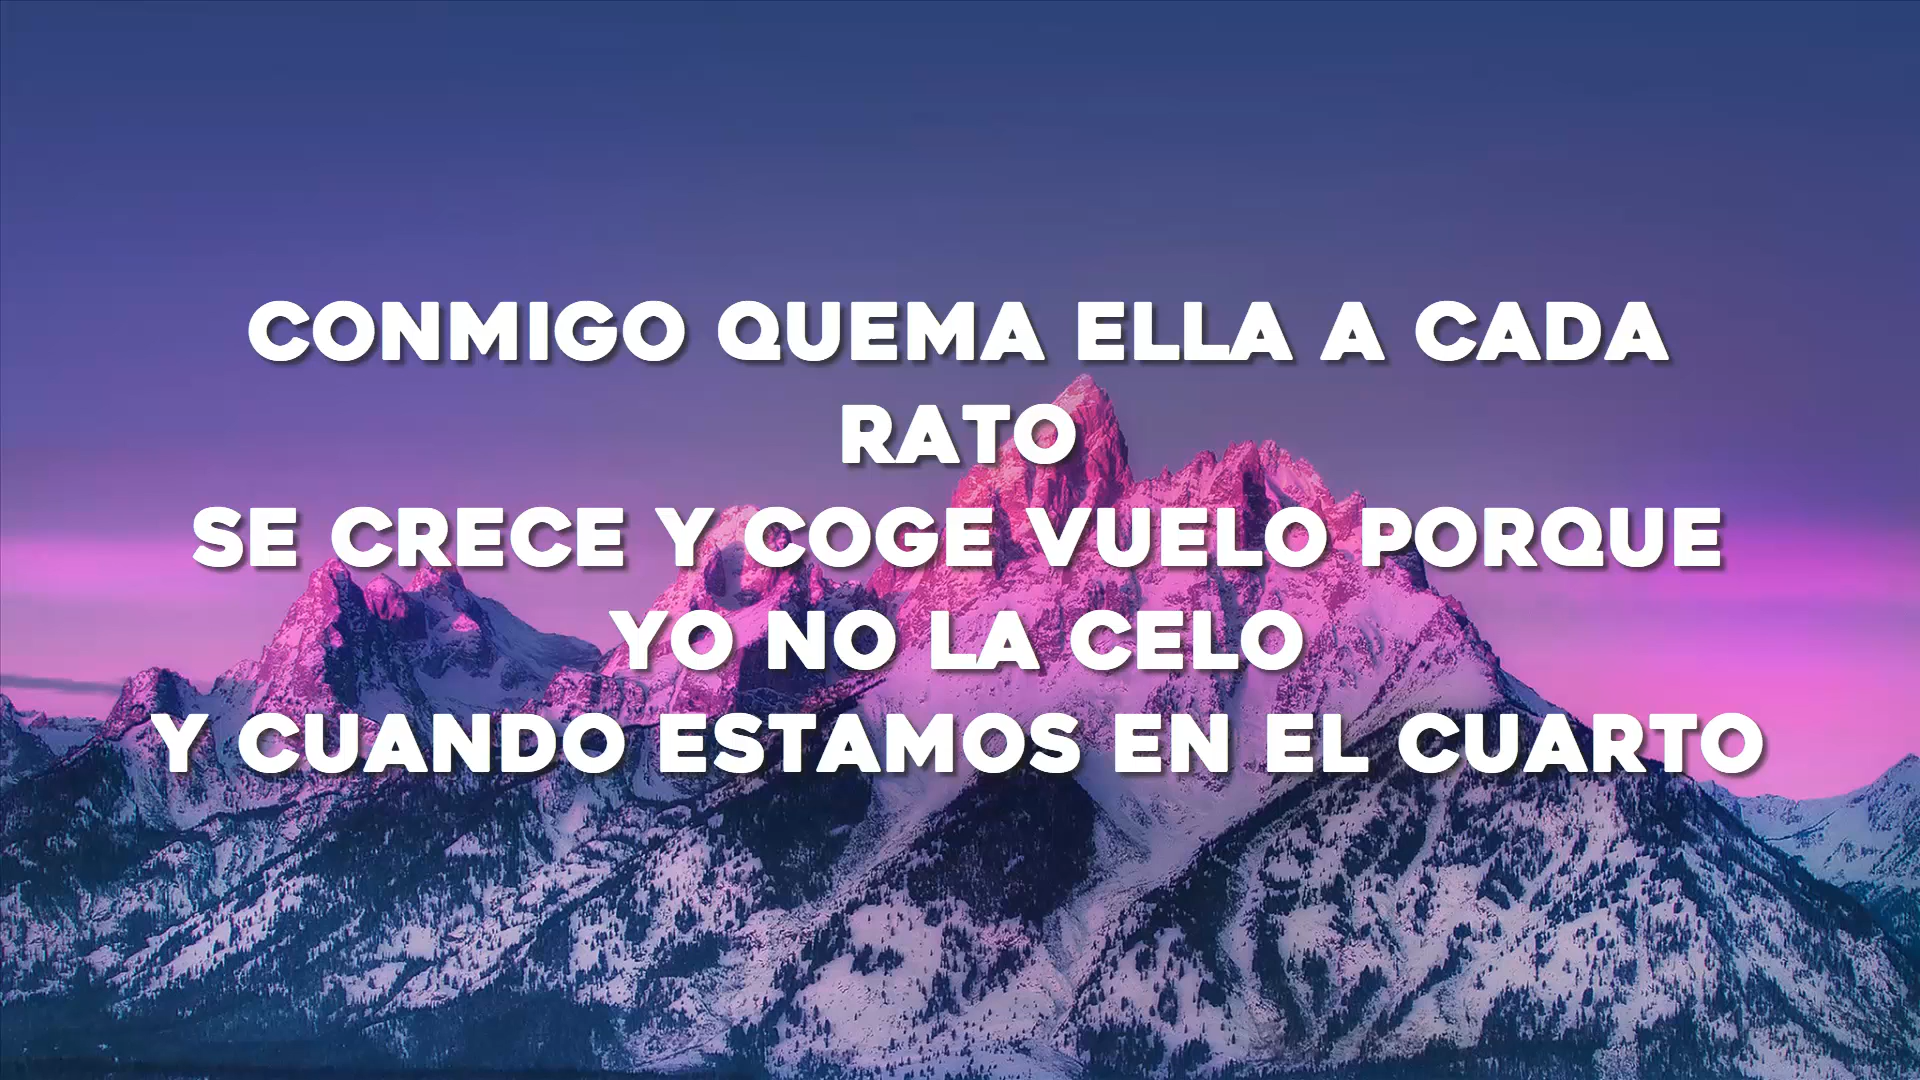 CONMIGO QUEMA ELLA A CADA
RATO
SE CRECE Y COGE VUELO PORQUE
YO NO LA CELO
Y CUANDO ESTAMOS EN EL CUARTO